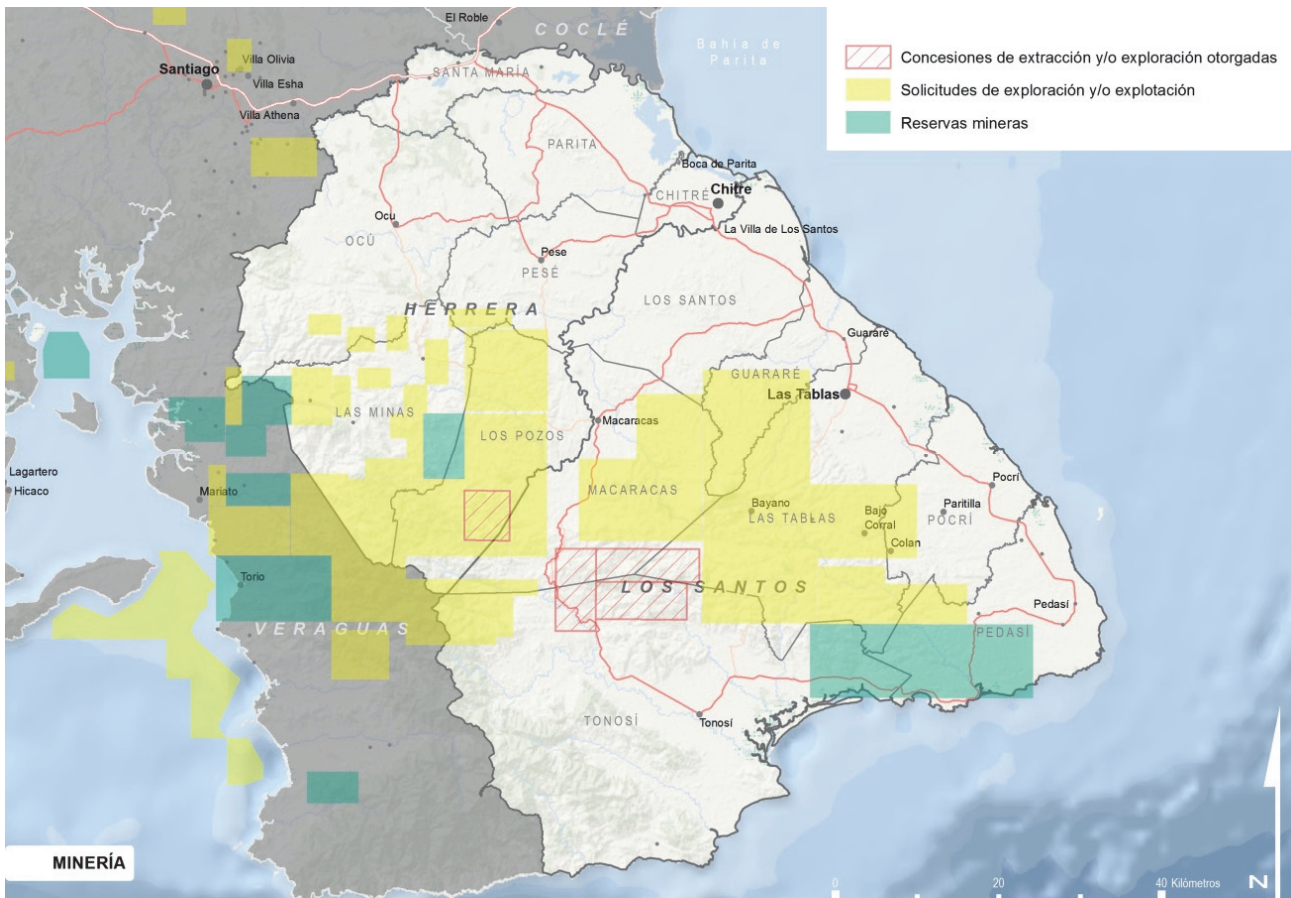 El Roble
COCLÉ
Bahía de
Parita
Concesiones de extracción y/o exploración otorgadas
Solicitudes de exploración y/o explotación
Reservas mineras
Villa Olivia
Santiago
Villa Esha
SANTA MARÍA
Villa Athena
PARITA
Boca de Parita
CHITRÉ
Chitre
Ocu
La Villa de Los Santos
OCÚ
Pese
PESÉ
HERRERA
LOS SANTOS
Guararé
GUARARÉ
Las Tablas
LAS MINAS
Macaracas
LOS POZOS
Lagartero
Hicaco
Mariato
MACARACAS
Pocrí
Bayano
LAS TABLAS
Bajo
Corral
Paritilla
POCRÍ
Colan
Torio
LOS SANTOS
Pedasí
VERAGUAS
PEDASÍ
TONOSÍ
Tonosí
MINERÍA
0 20 40 Kilómetros
N